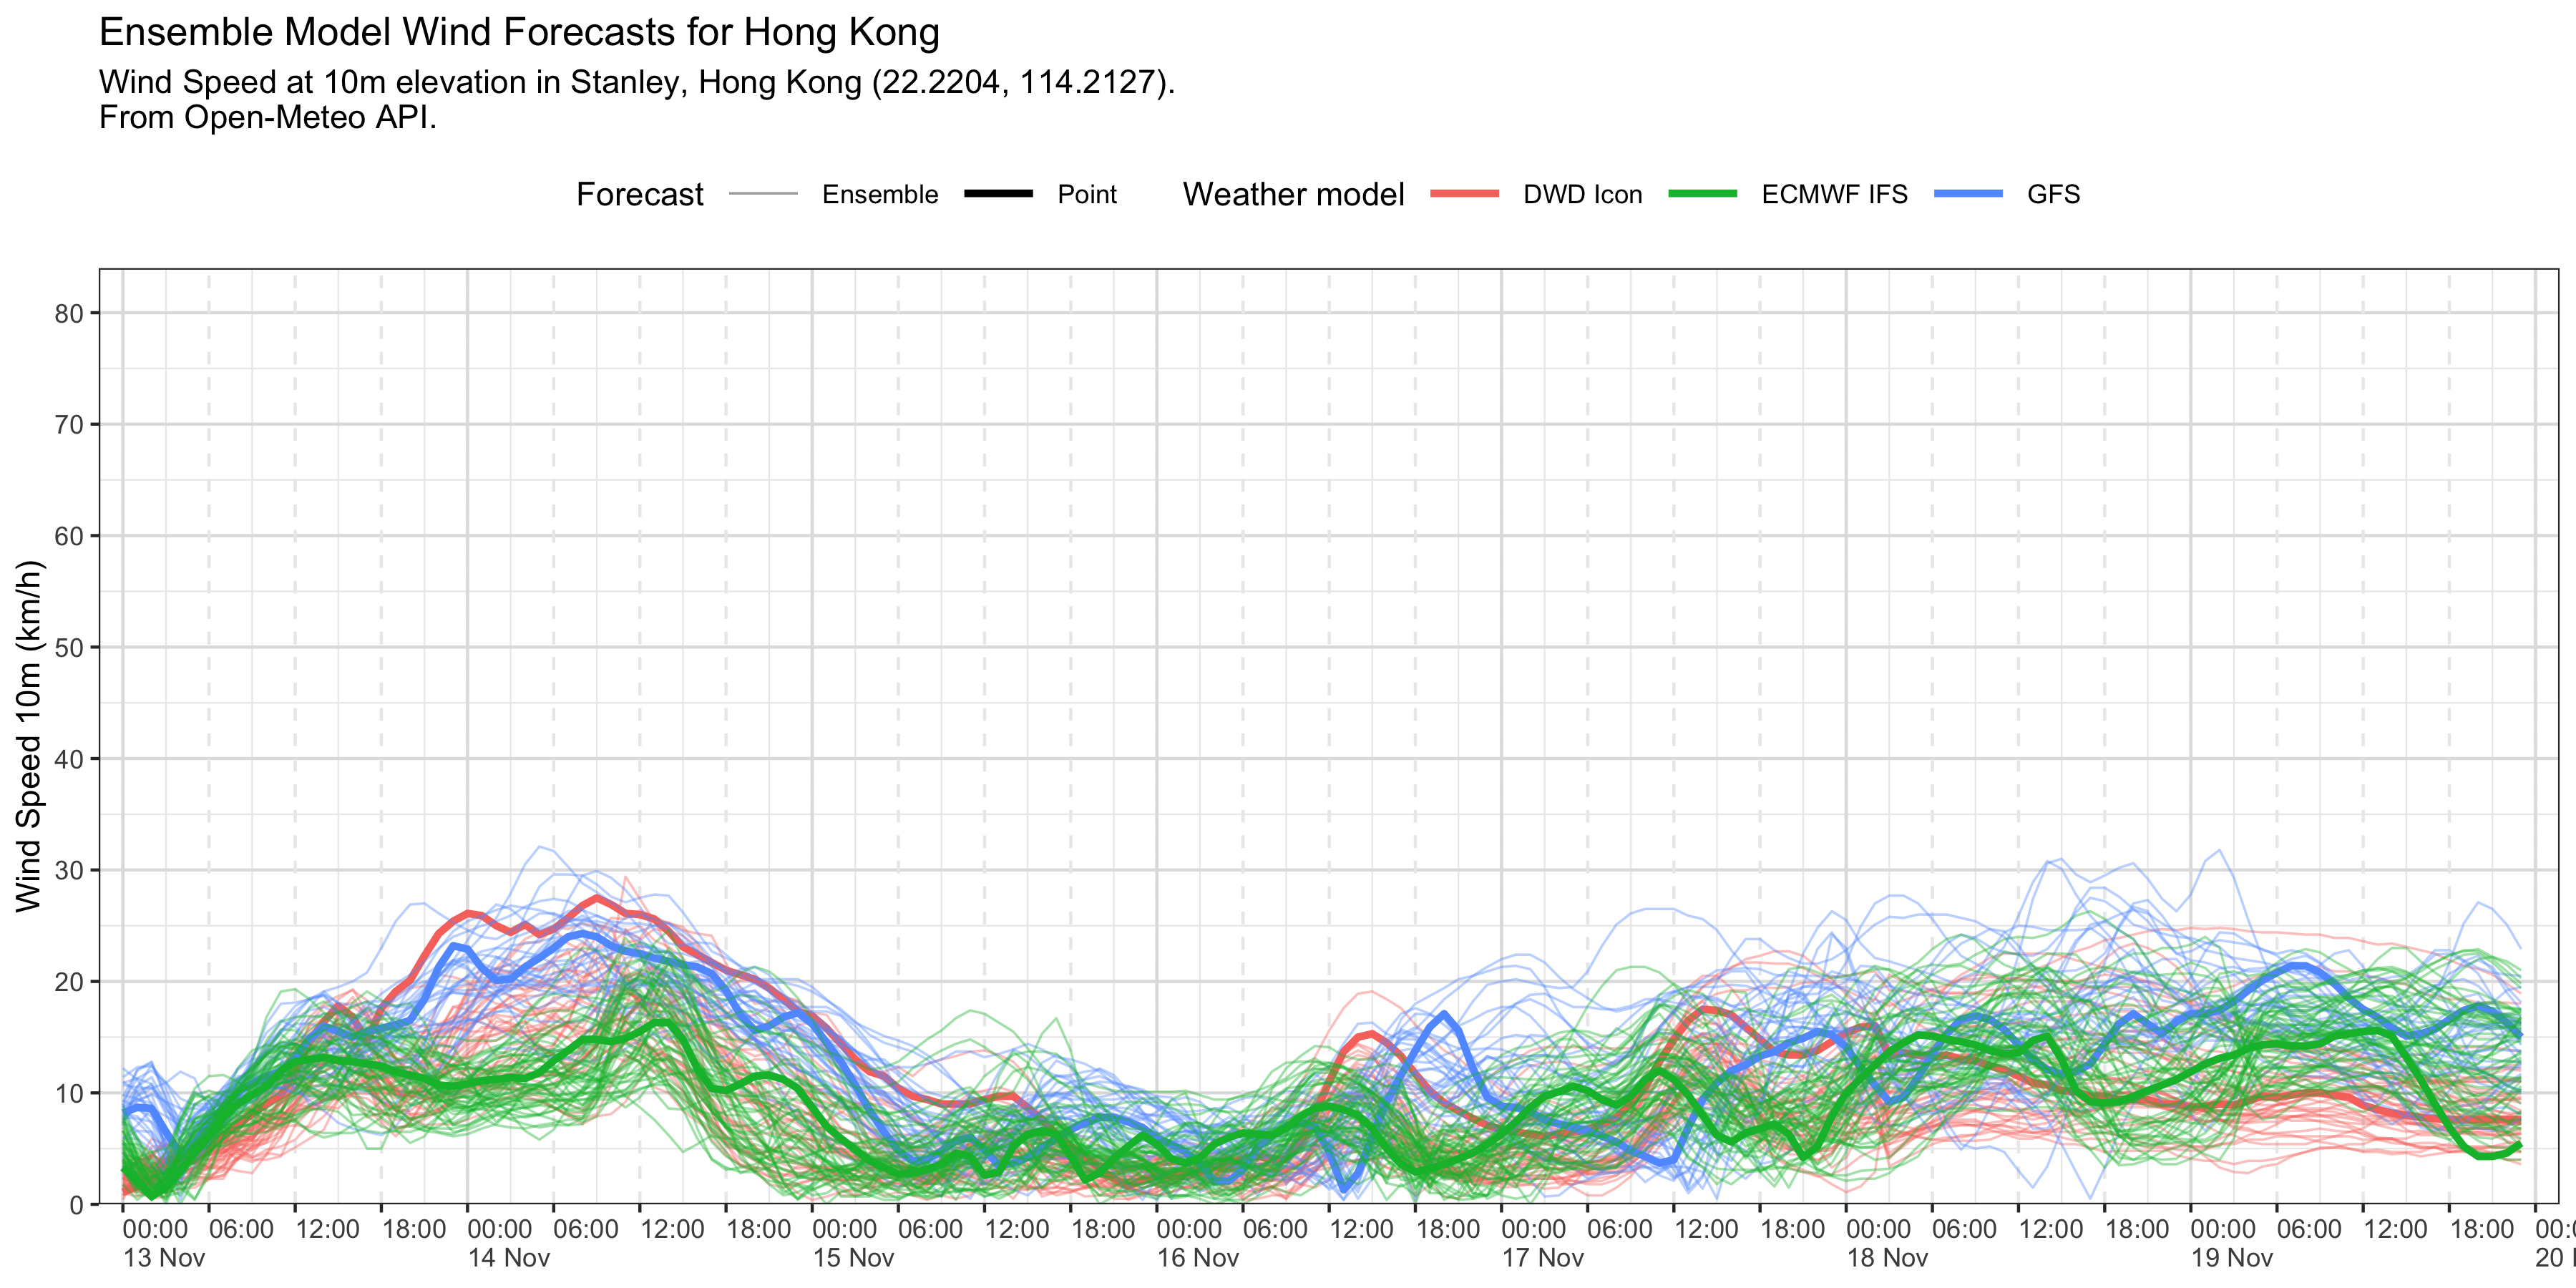 Ensemble Model Wind Forecasts for Hong Kong
Wind Speed at 10m elevation in Stanley, Hong Kong (22.2204, 114.2127).
From Open-Meteo API.
Forecast Ensemble Point Weather model DWD Icon ECMWF IFS GFS
Wind Speed 10m (km/h)
80
70
60
50
40
30
20
10
0
00:00 06:00 12:00 18:00 00:00 06:00 12:00 18:00 00:00 06:00 12:00 18:00 00:00 06:00 12:00 18:00 00:00 06:00 12:00 18:00 00:00 06:00 12:00 18:00 00:00 06:00 12:00 18:00
13 Nov 14 Nov 15 Nov 16 Nov 17 Nov 18 Nov 19 Nov 20